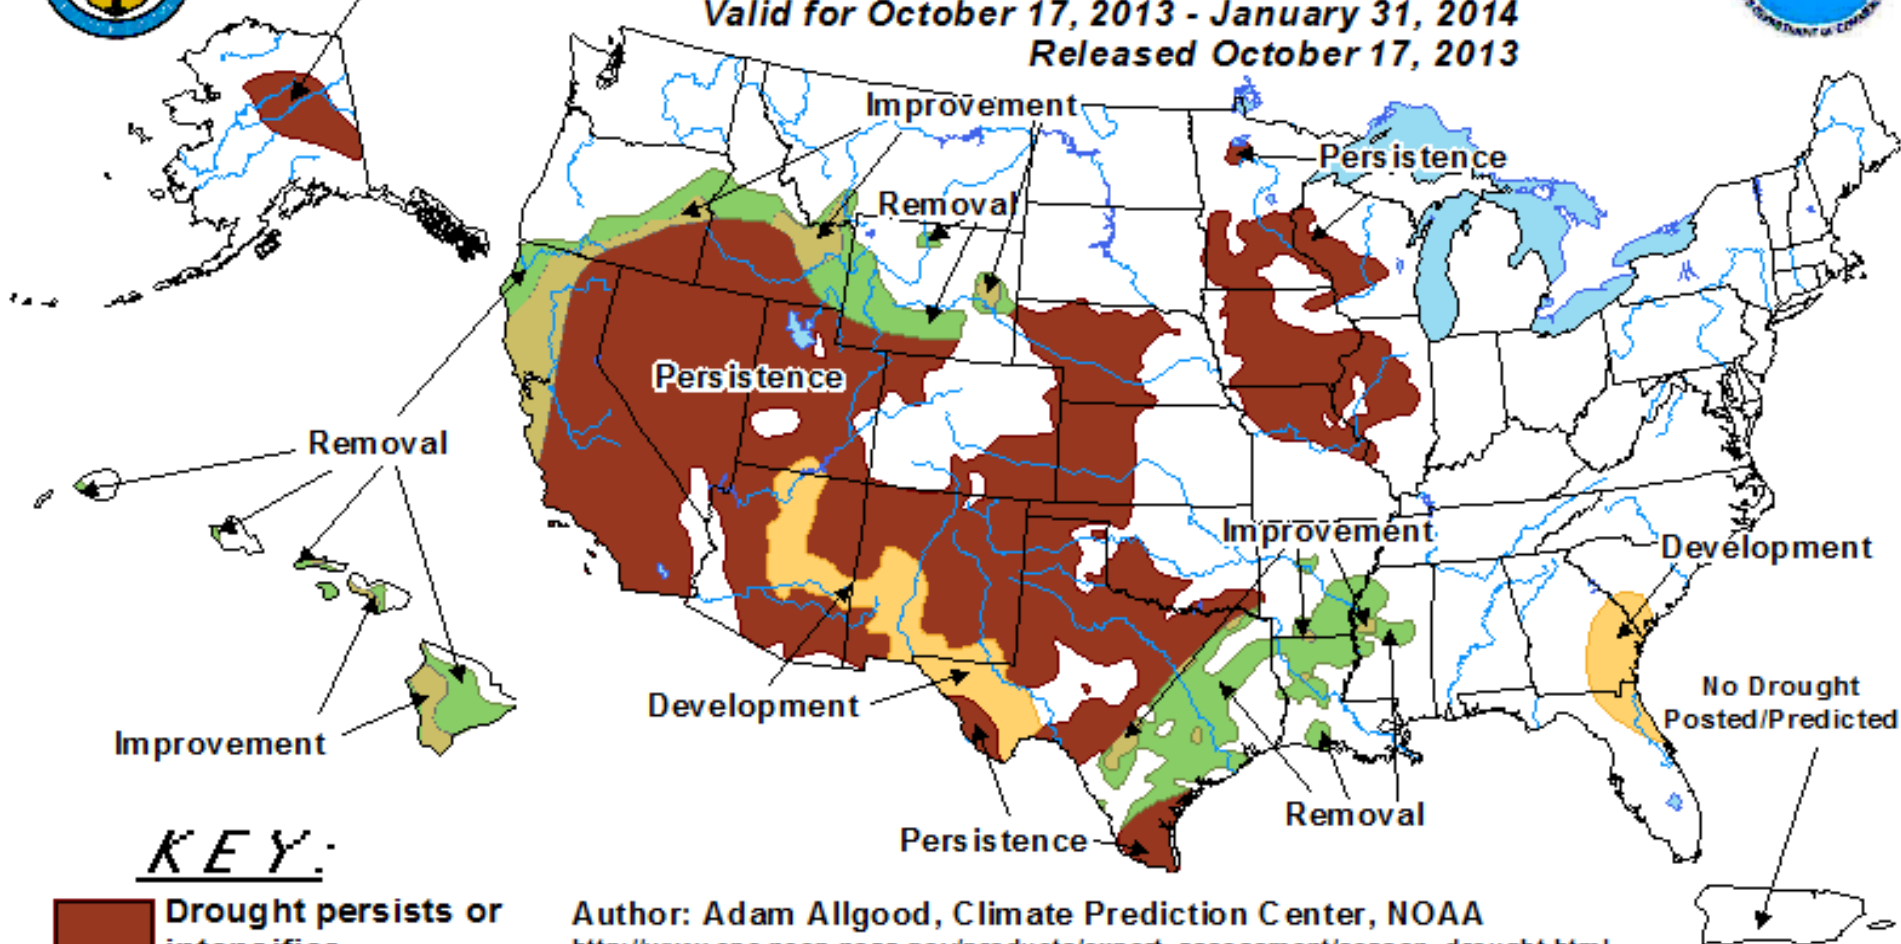 Valid for October 17, 2013 - January 31, 2014
Released October 17, 2013
Improvement
Persistence
Removal
Persistence
Removal
Improvement
Development
Development
No Drought
Posted/Predicted
Improvement
Removal
Persistence
KEY:
Drought persists or
Author: Adam Allgood, Climate Prediction Center, NOAA